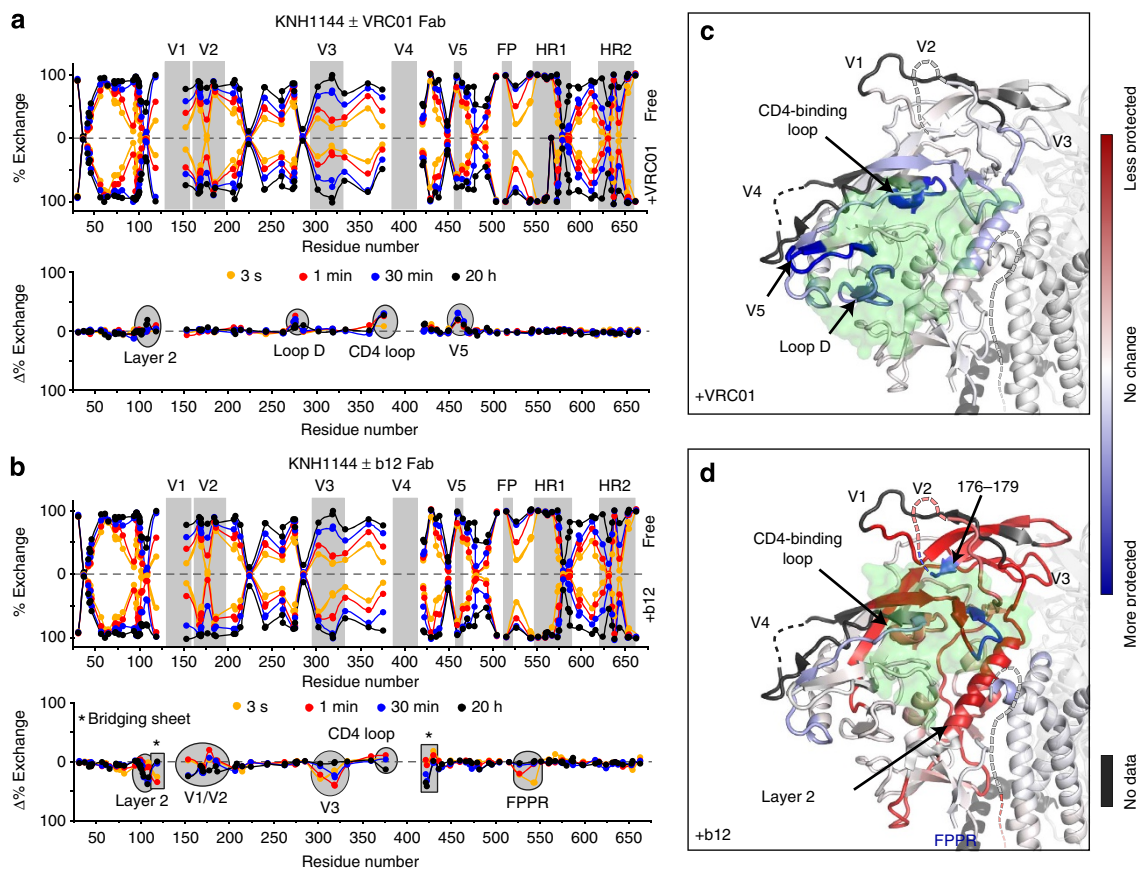 a
KNH1144 ± VRC01 Fab
V1 V2 V3 V4 V5 FP HR1 HR2
100
0
100
% Exchange
Free
+VRC01
50 100 150 200 250 300 350 400 450 500 550 600 650
Residue number
3 s 1 min 30 min 20 h
100
0
100
Δ% Exchange
Layer 2
Loop D
CD4 loop
V5
50 100 150 200 250 300 350 400 450 500 550 600 650
Residue number
b
KNH1144 ± b12 Fab
V1 V2 V3 V4 V5 FP HR1 HR2
100
0
100
% Exchange
Free
+b12
50 100 150 200 250 300 350 400 450 500 550 600 650
Residue number
3 s 1 min 30 min 20 h
100
0
100
Δ% Exchange
* Bridging sheet
*
*
CD4 loop
Layer 2
V1/V2
V3
FPPR
50 100 150 200 250 300 350 400 450 500 550 600 650
Residue number
c
V2
V1
CD4-binding
loop
V3
V4
V5
Loop D
+VRC01
d
V1
V2
176–179
CD4-binding
loop
V3
V4
Layer 2
FPPR
+b12
Less protected
No change
More protected
No data